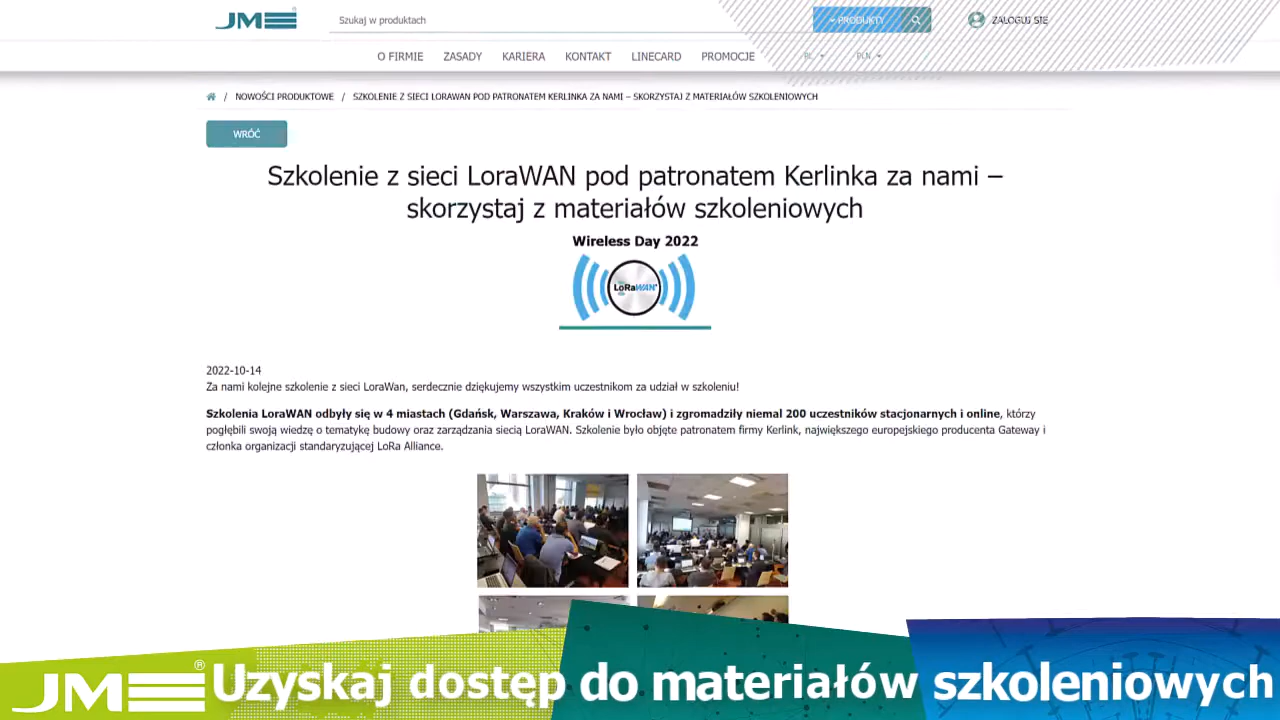 JME®
Szukaj w produktach
PRODUKTY
ZALOGUJ SIĘ
O FIRMIE ZASADY KARIERA KONTAKT LINECARD PROMOCJE PL PLN
/ NOWOŚCI PRODUKTOWE / SZKOLENIE Z SIECI LORAWAN POD PATRONATEM KERLINKA ZA NAMI – SKORZYSTAJ Z MATERIAŁÓW SZKOLENIOWYCH
WRÓĆ
Szkolenie z sieci LoraWAN pod patronatem Kerlinka za nami –
skorzystaj z materiałów szkoleniowych
Wireless Day 2022
LoRaWAN
2022-10-14
Za nami kolejne szkolenie z sieci LoraWan, serdecznie dziękujemy wszystkim uczestnikom za udział w szkoleniu!
Szkolenia LoraWAN odbyły się w 4 miastach (Gdańsk, Warszawa, Kraków i Wrocław) i zgromadziły niemal 200 uczestników stacjonarnych i online, którzy
pogłębili swoją wiedzę o tematykę budowy oraz zarządzania siecią LoraWAN. Szkolenie było objęte patronatem firmy Kerlink, największego europejskiego producenta Gateway i
członka organizacji standaryzującej LoRa Alliance.
JME® Uzyskaj dostęp do materiałów szkoleniowych